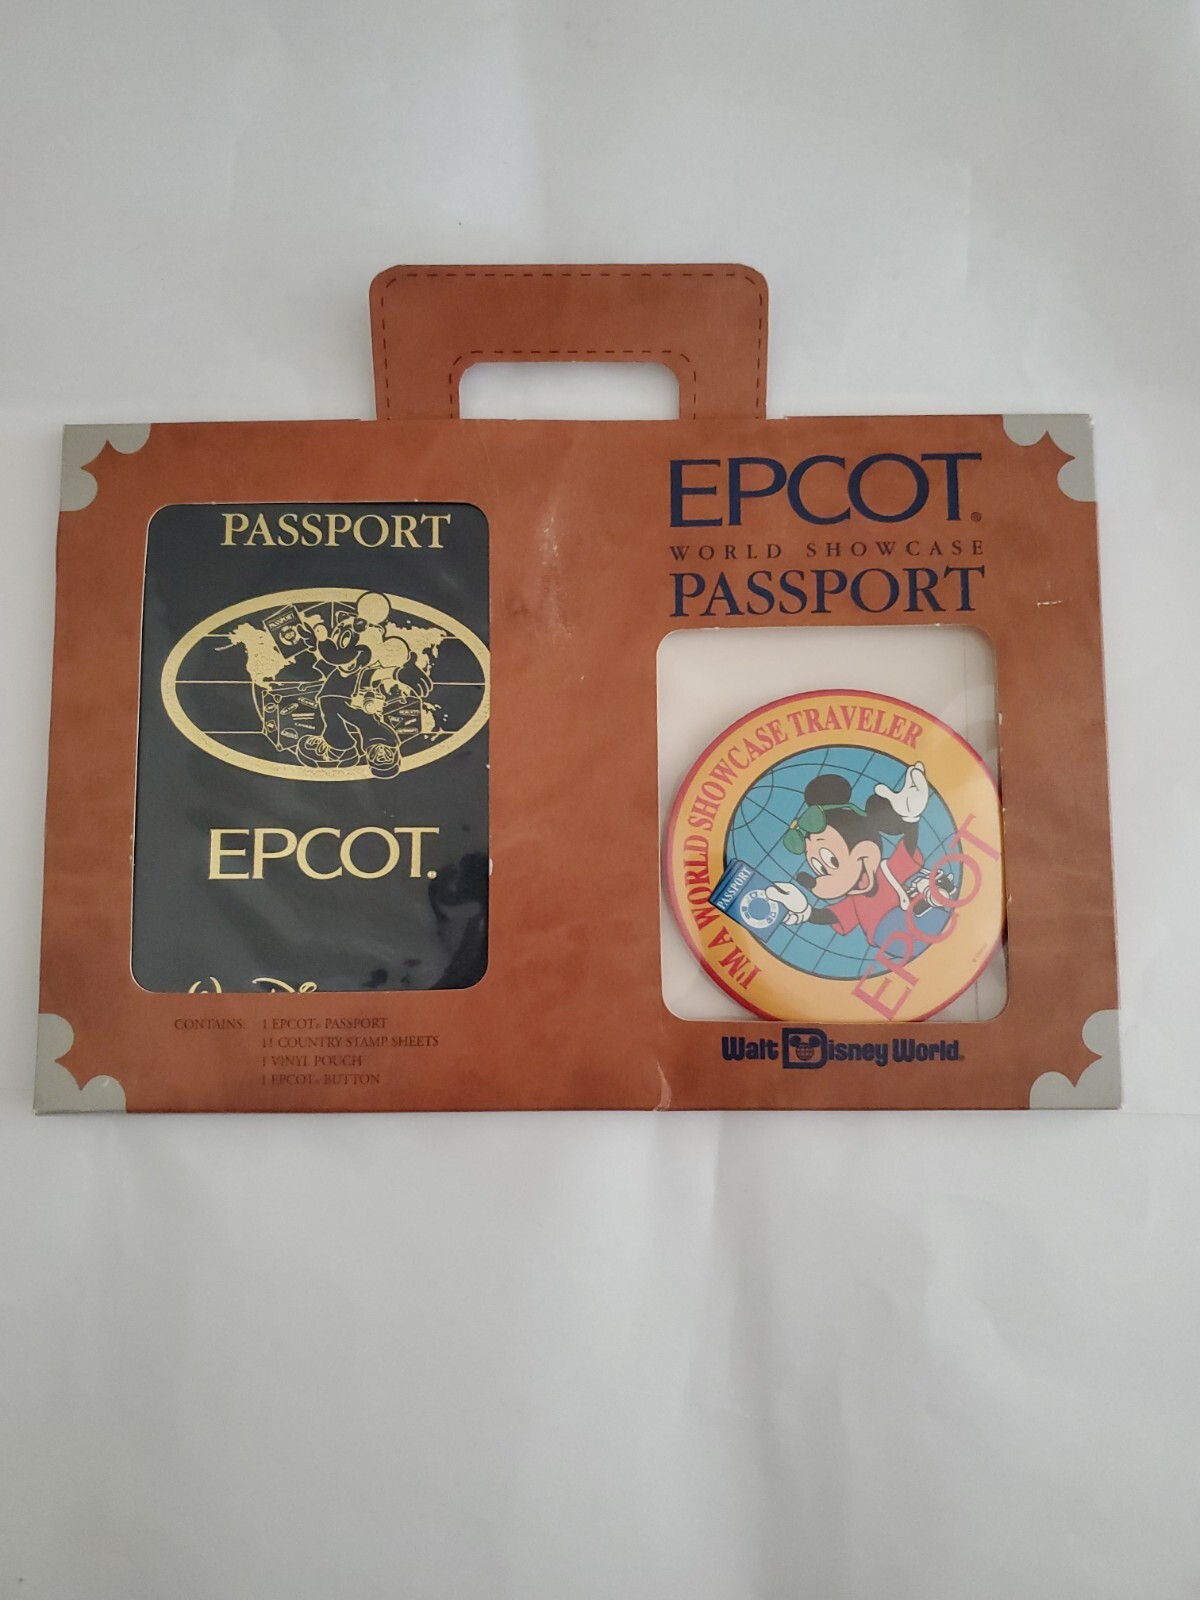 EPCOT®
WORLD SHOWCASE
PASSPORT
PASSPORT
PASSPORT
EPCOT.
I'M A WORLD SHOWCASE TRAVELER
PASSPORT
EPCOT
CONTAINS 1 EPCOT® PASSPORT
11 COUNTRY STAMP SHEETS
1 VINYL POUCH
1 EPCOT® BUTTON
Walt Disney World®